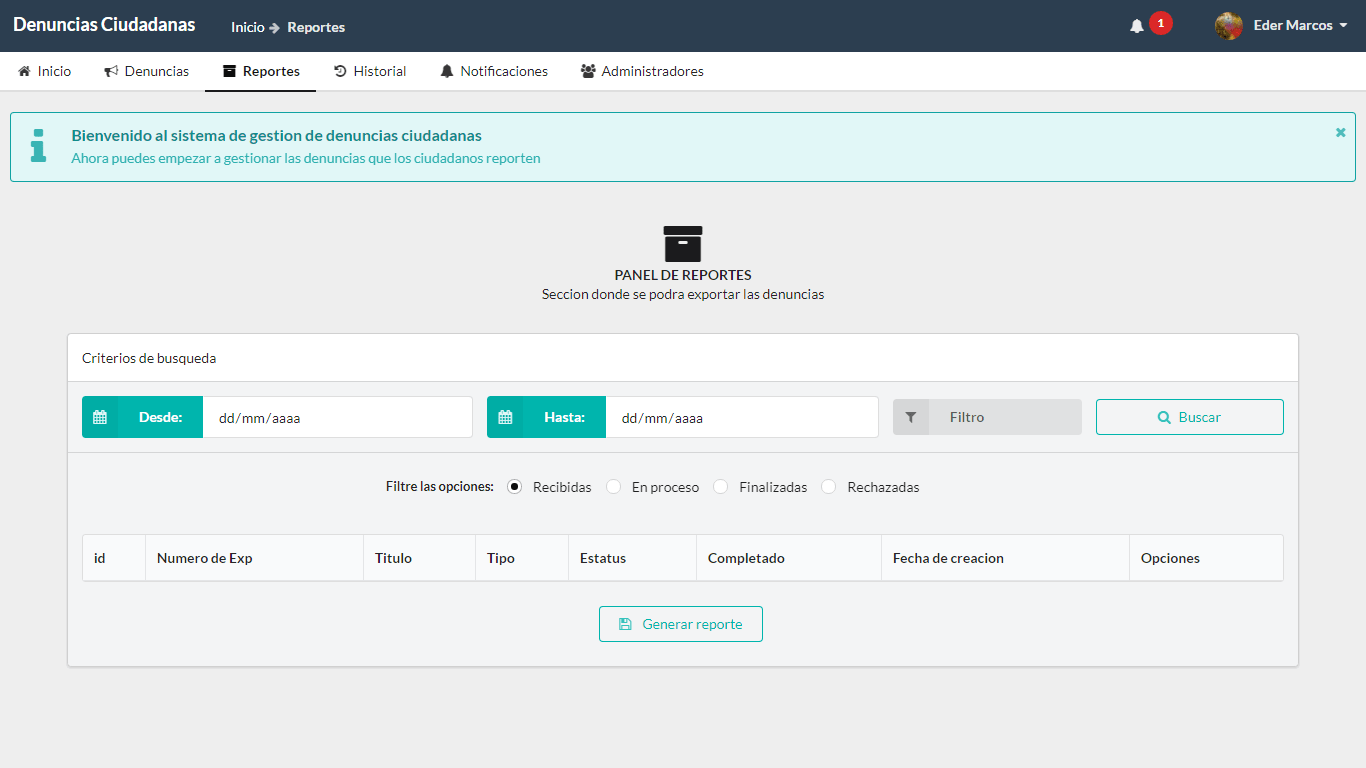 Denuncias Ciudadanas
Inicio Reportes
1
Eder Marcos
Inicio
Denuncias
Reportes
Historial
Notificaciones
Administradores
Bienvenido al sistema de gestion de denuncias ciudadanas
Ahora puedes empezar a gestionar las denuncias que los ciudadanos reporten
PANEL DE REPORTES
Seccion donde se podra exportar las denuncias
Criterios de busqueda
Desde: dd/mm/aaaa
Hasta: dd/mm/aaaa
Filtro
Buscar
Filtre las opciones: Recibidas En proceso Finalizadas Rechazadas
id Numero de Exp Titulo Tipo Estatus Completado Fecha de creacion Opciones
Generar reporte